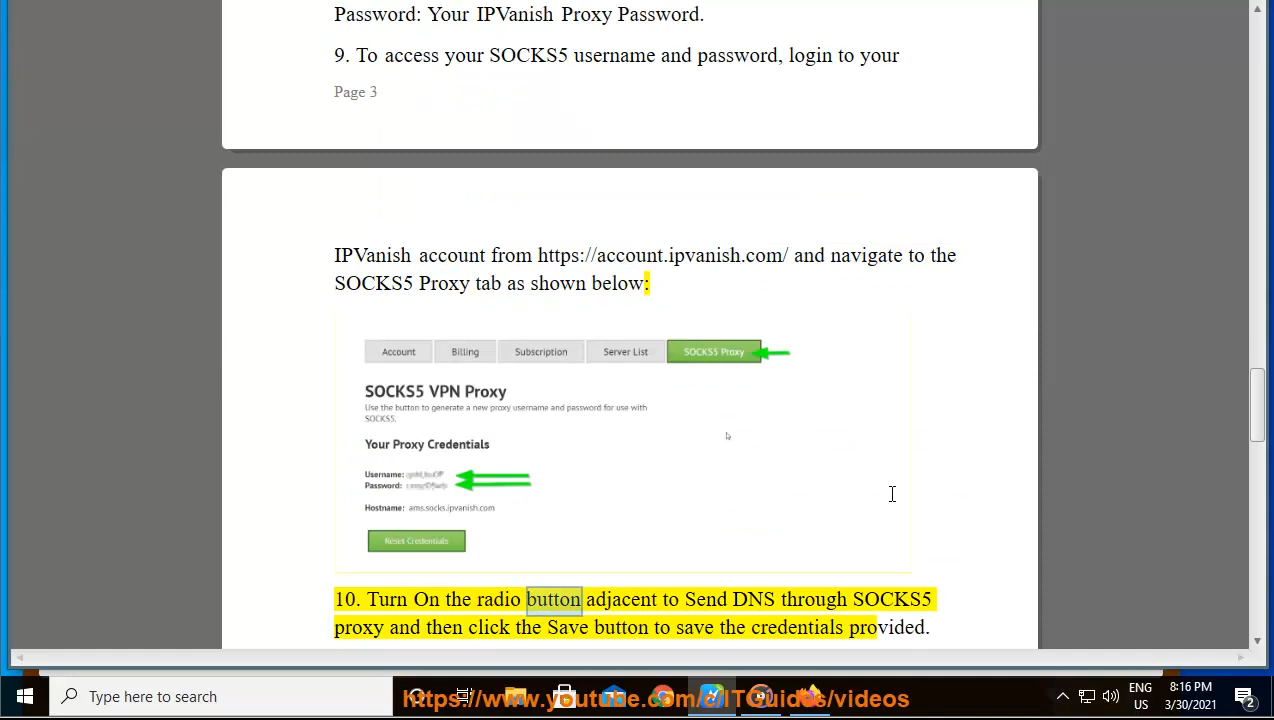 Password: Your IPVanish Proxy Password.
9. To access your SOCKS5 username and password, login to your
Page 3
IPVanish account from https://account.ipvanish.com/ and navigate to the
SOCKS5 Proxy tab as shown below:
Account Billing Subscription Server List SOCKS5 Proxy
SOCKS5 VPN Proxy
Use the button to generate a new proxy username and password for use with
SOCKS5.
Your Proxy Credentials
Username:
Password:
Hostname: ams.socks.ipvanish.com
Reset Credentials
10. Turn On the radio button adjacent to Send DNS through SOCKS5
proxy and then click the Save button to save the credentials provided.
Type here to search
https://www.youtube.com/c/ITGuides/videos
ENG
US
8:16 PM
3/30/2021
2